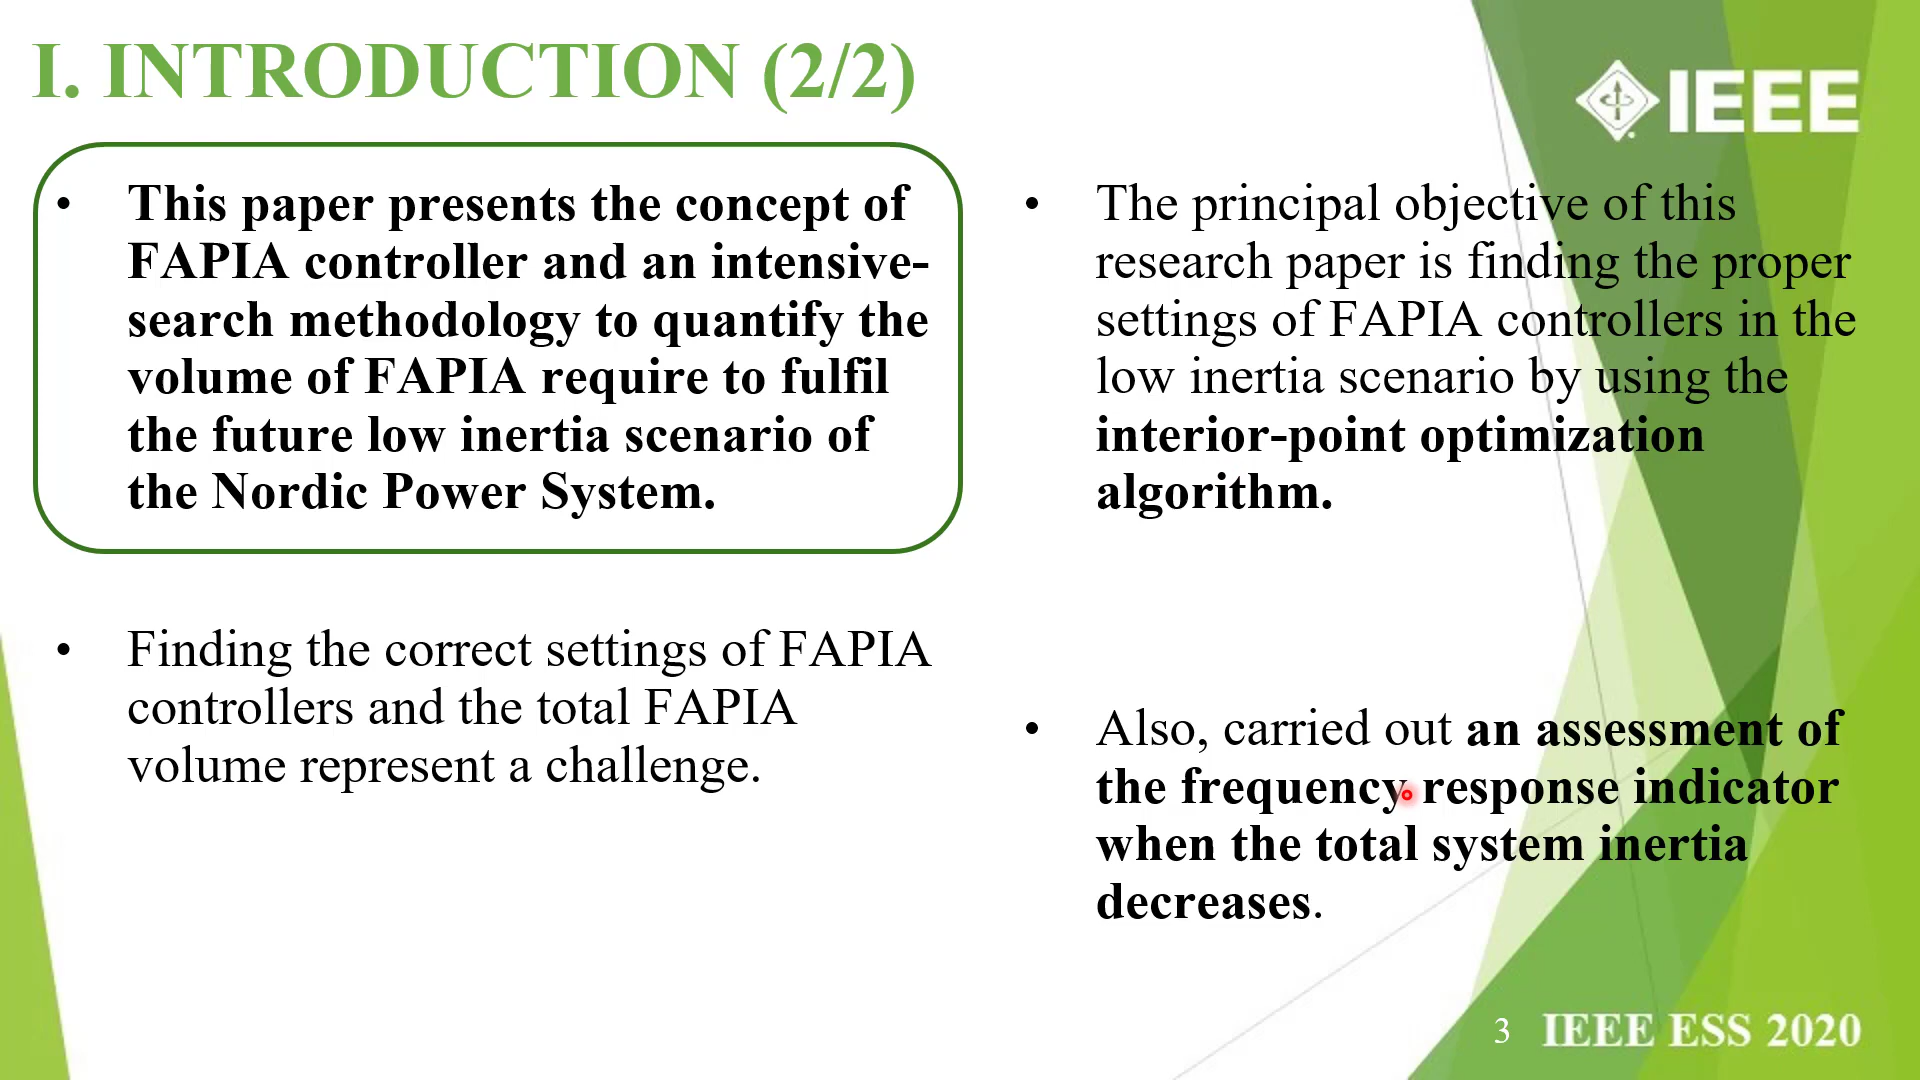 I. INTRODUCTION (2/2)
IEEE
• This paper presents the concept of
FAPIA controller and an intensive-
search methodology to quantify the
volume of FAPIA require to fulfil
the future low inertia scenario of
the Nordic Power System.
• Finding the correct settings of FAPIA
controllers and the total FAPIA
volume represent a challenge.
• The principal objective of this
research paper is finding the proper
settings of FAPIA controllers in the
low inertia scenario by using the
interior-point optimization
algorithm.
• Also, carried out an assessment of
the frequency response indicator
when the total system inertia
decreases.
3 IEEE ESS 2020